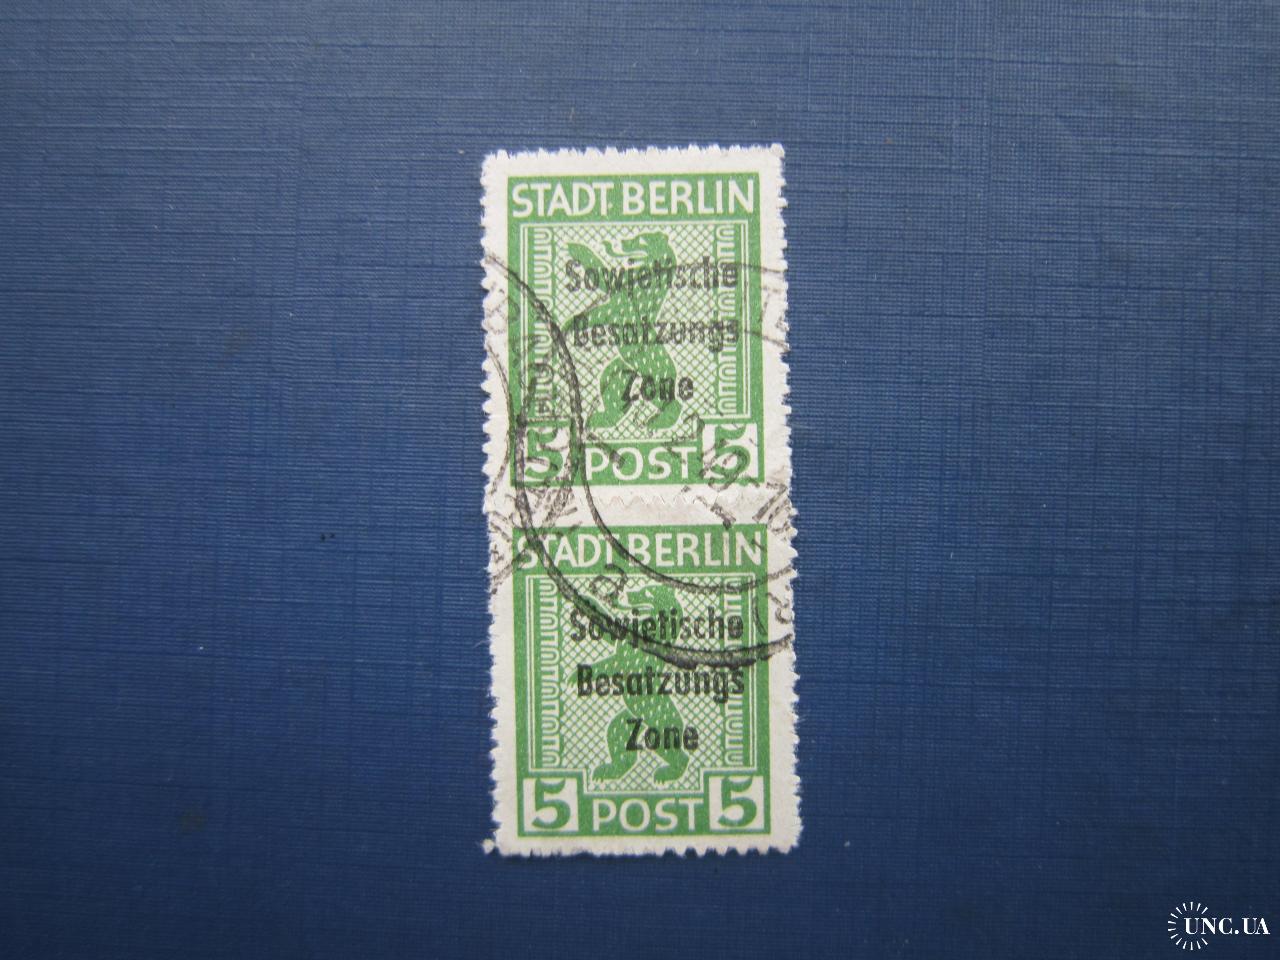 STADT BERLIN
Sowjetische
Besatzungs
Zone
5 POST 5
STADT BERLIN
Sowjetische
Besatzungs
Zone
5 POST 5
UNC.UA